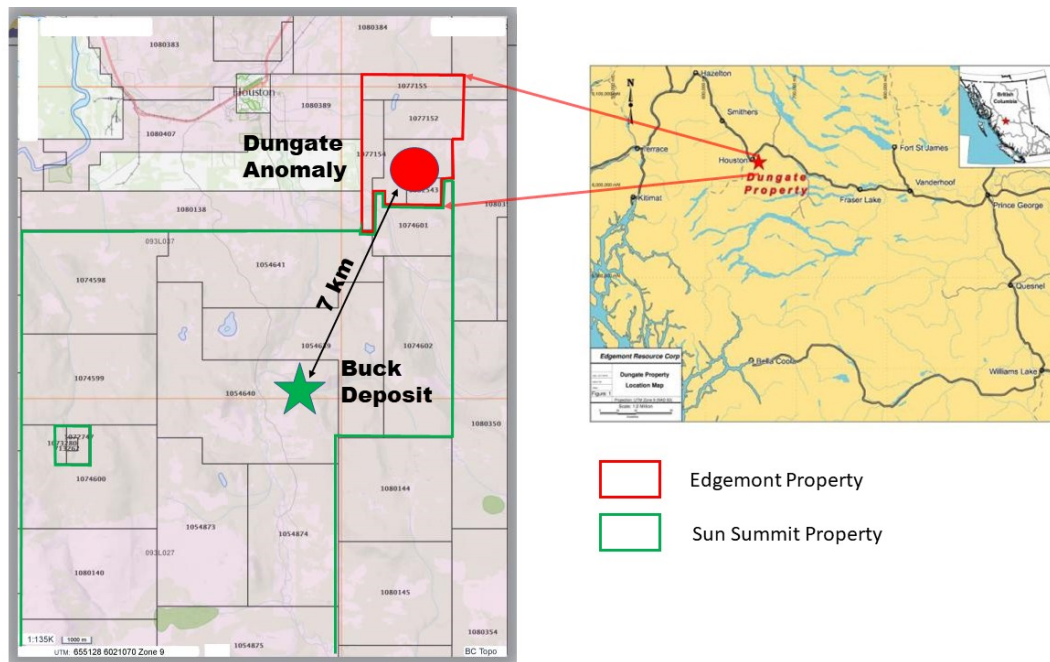 1080383
1080384
Houston
1077155
1080389
1077152
1080407
Dungate
Anomaly
1077154
1080138
1074601
093L037
1054641
1074598
7 km
1074602
1074599
Buck
Deposit
1054640
1080350
1074600
1080144
1054873
1054874
093L027
1080140
1080145
1080354
1054875
1:135K
1000 m
UTM: 655128 6021070 Zone 9
BC Topo
Hazelton
N
British
Columbia
Smithers
Terrace
Houston
Fort St James
Dungate
Property
Vanderhoof
Kitimat
Fraser Lake
Prince George
Quesnel
Bella Coola
Williams Lake
Edgemont Resource Corp
Dungate Property
Location Map
Figure: 1
Edgemont Property
Sun Summit Property